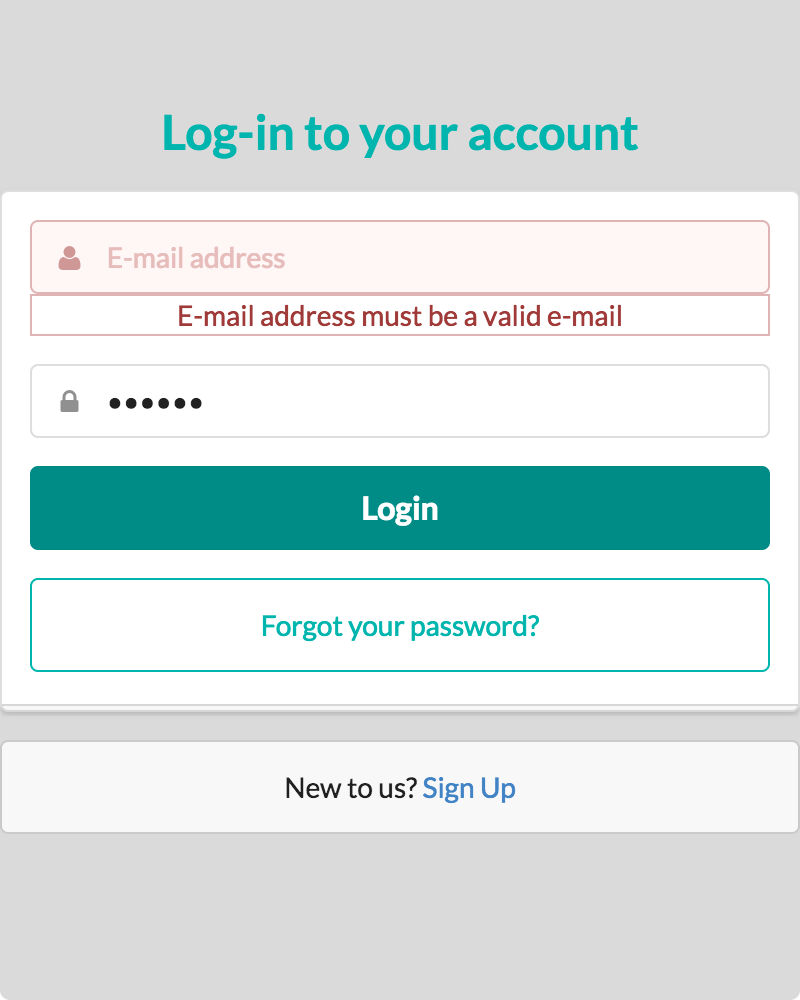 Log-in to your account
E-mail address
E-mail address must be a valid e-mail
••••••
Login
Forgot your password?
New to us? Sign Up